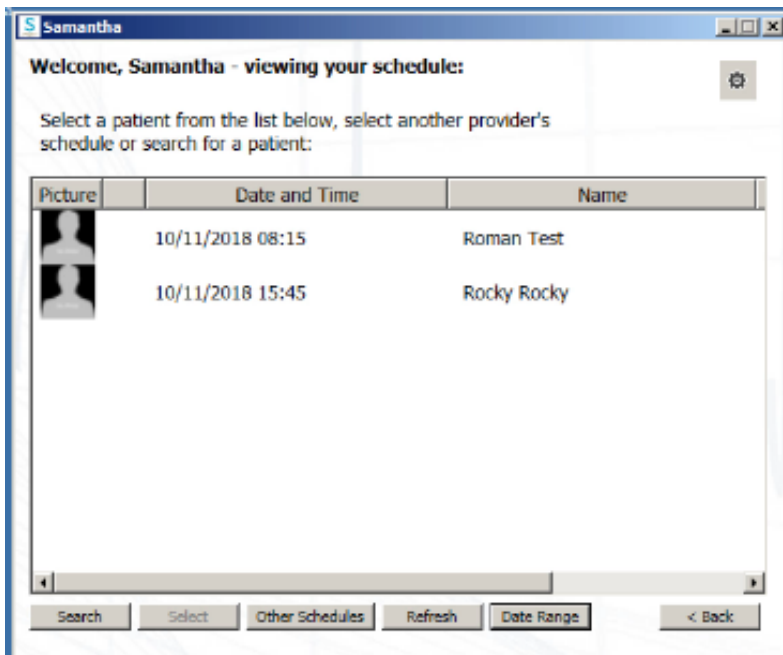 S Samantha
Welcome, Samantha - viewing your schedule:
Select a patient from the list below, select another provider's
schedule or search for a patient:
Picture Date and Time Name
10/11/2018 08:15 Roman Test
10/11/2018 15:45 Rocky Rocky
Search Select Other Schedules Refresh Date Range < Back